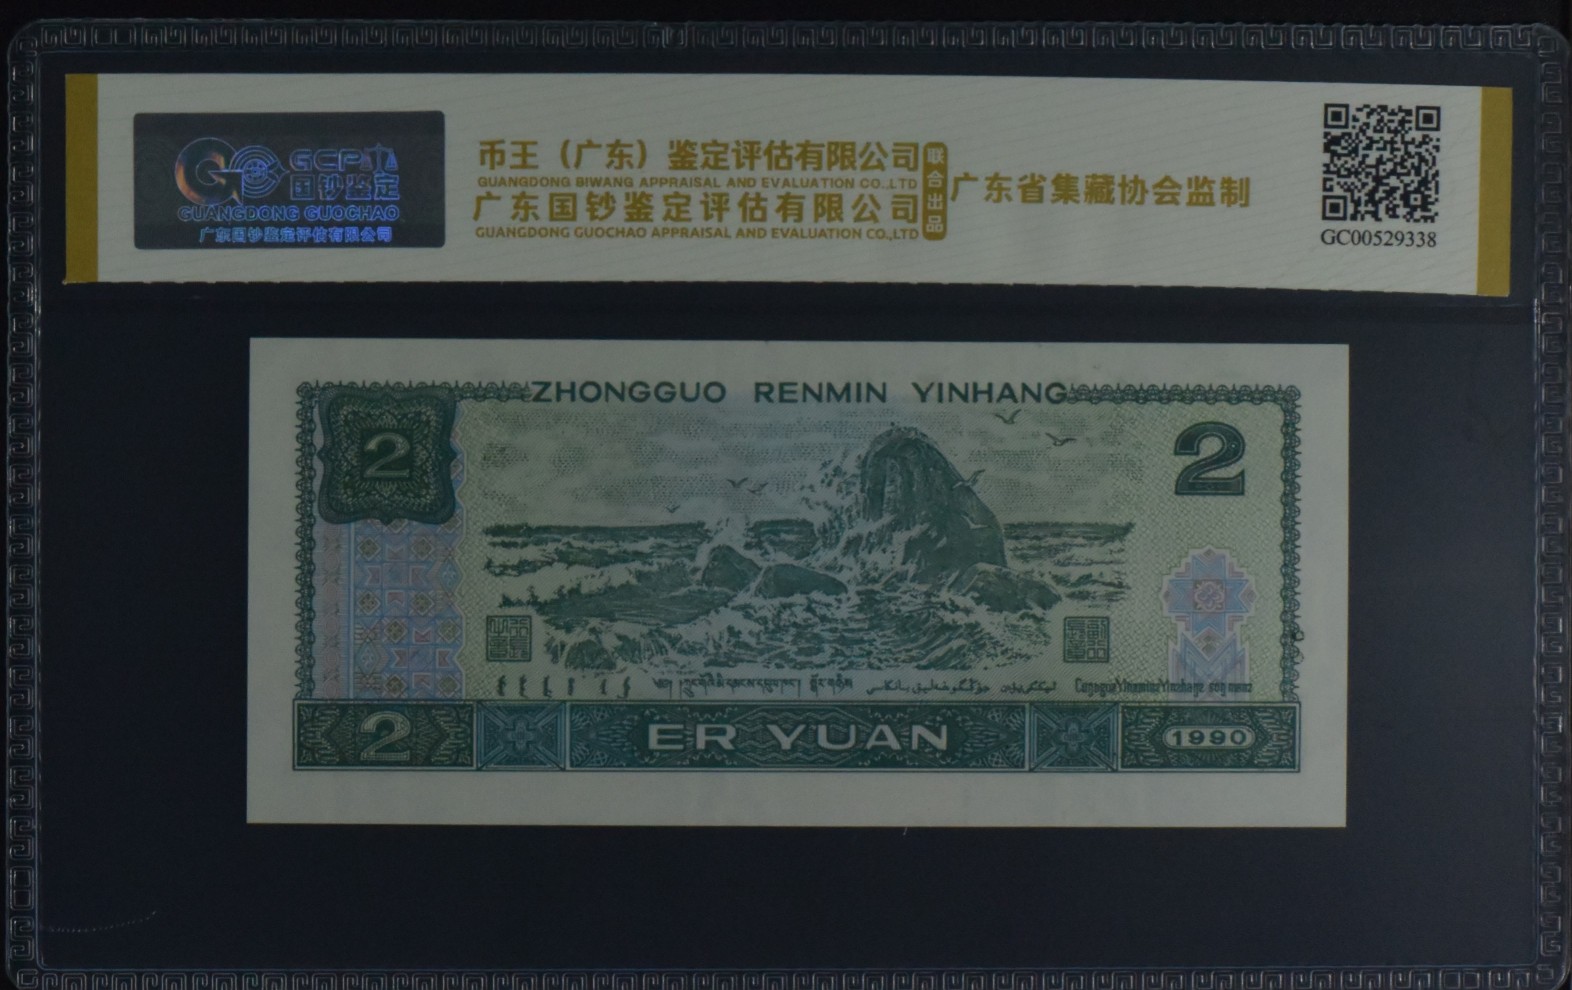 GCP
国钞鉴定
GUANGDONG GUOCHAO
广东国钞鉴定评估有限公司
币王（广东）鉴定评估有限公司
GUANGDONG BIWANG APPRAISAL AND EVALUATION CO.,LTD
广东国钞鉴定评估有限公司
GUANGDONG GUOCHAO APPRAISAL AND EVALUATION CO.,LTD
联合出品
广东省集藏协会监制
GC00529338
ZHONGGUO RENMIN YINHANG
2
2
2
ER YUAN
1990